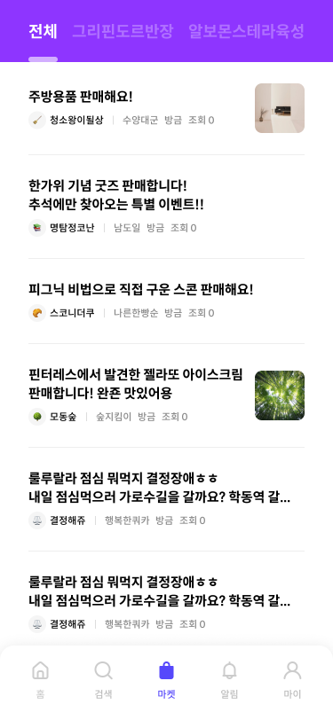 전체 그리핀도르반장 알보몬스테라육성
주방용품 판매해요!
청소왕이될상 수양대군 방금 조회 0
한가위 기념 굿즈 판매합니다!
추석에만 찾아오는 특별 이벤트!!
명탐정코난 남도일 방금 조회 0
피그닉 비법으로 직접 구운 스콘 판매해요!
스코니더쿠 나른한빵순 방금 조회 0
핀터레스에서 발견한 젤라또 아이스크림
판매합니다! 완죤 맛있어용
모동숲 숲지킴이 방금 조회 0
룰루랄라 점심 뭐먹지 결정장애ㅎㅎ
내일 점심먹으러 가로수길을 갈까요? 학동역 갈...
결정해쥬 행복한쿼카 방금 조회 0
룰루랄라 점심 뭐먹지 결정장애ㅎㅎ
내일 점심먹으러 가로수길을 갈까요? 학동역 갈...
결정해쥬 행복한쿼카 방금 조회 0
홈 검색 마켓 알림 마이